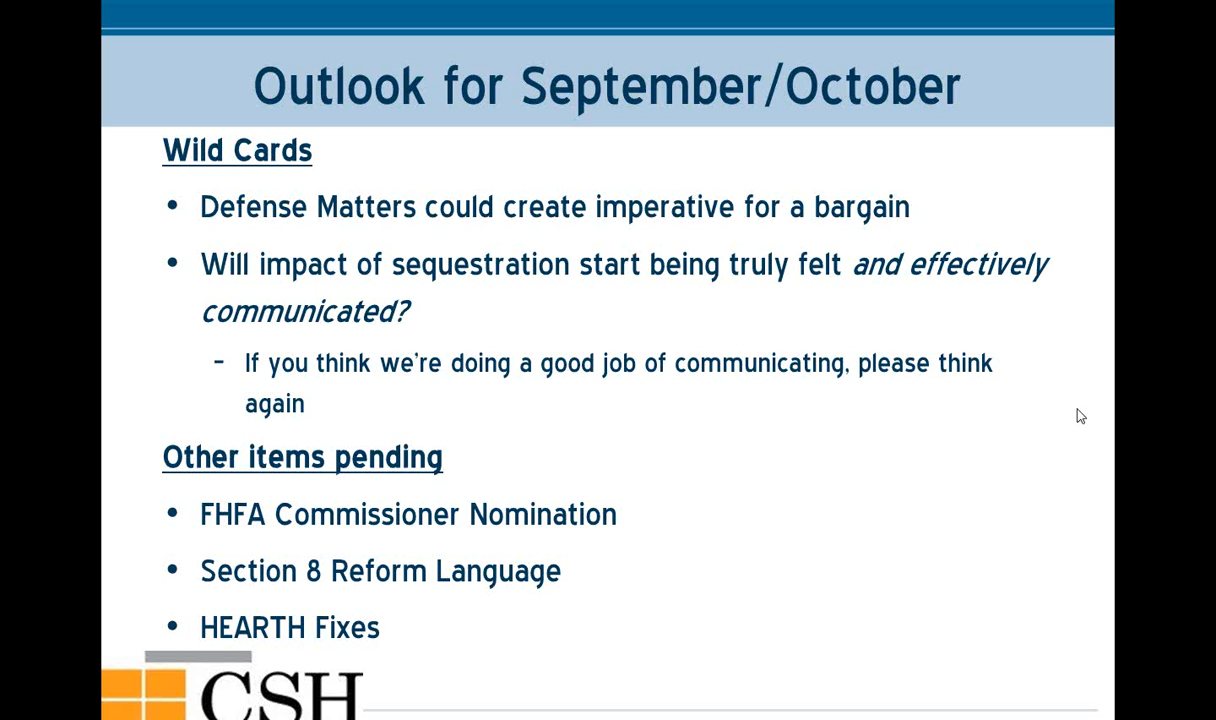 Outlook for September/October
Wild Cards
• Defense Matters could create imperative for a bargain
• Will impact of sequestration start being truly felt and effectively
communicated?
– If you think we're doing a good job of communicating, please think
again
Other items pending
• FHFA Commissioner Nomination
• Section 8 Reform Language
• HEARTH Fixes
CSH